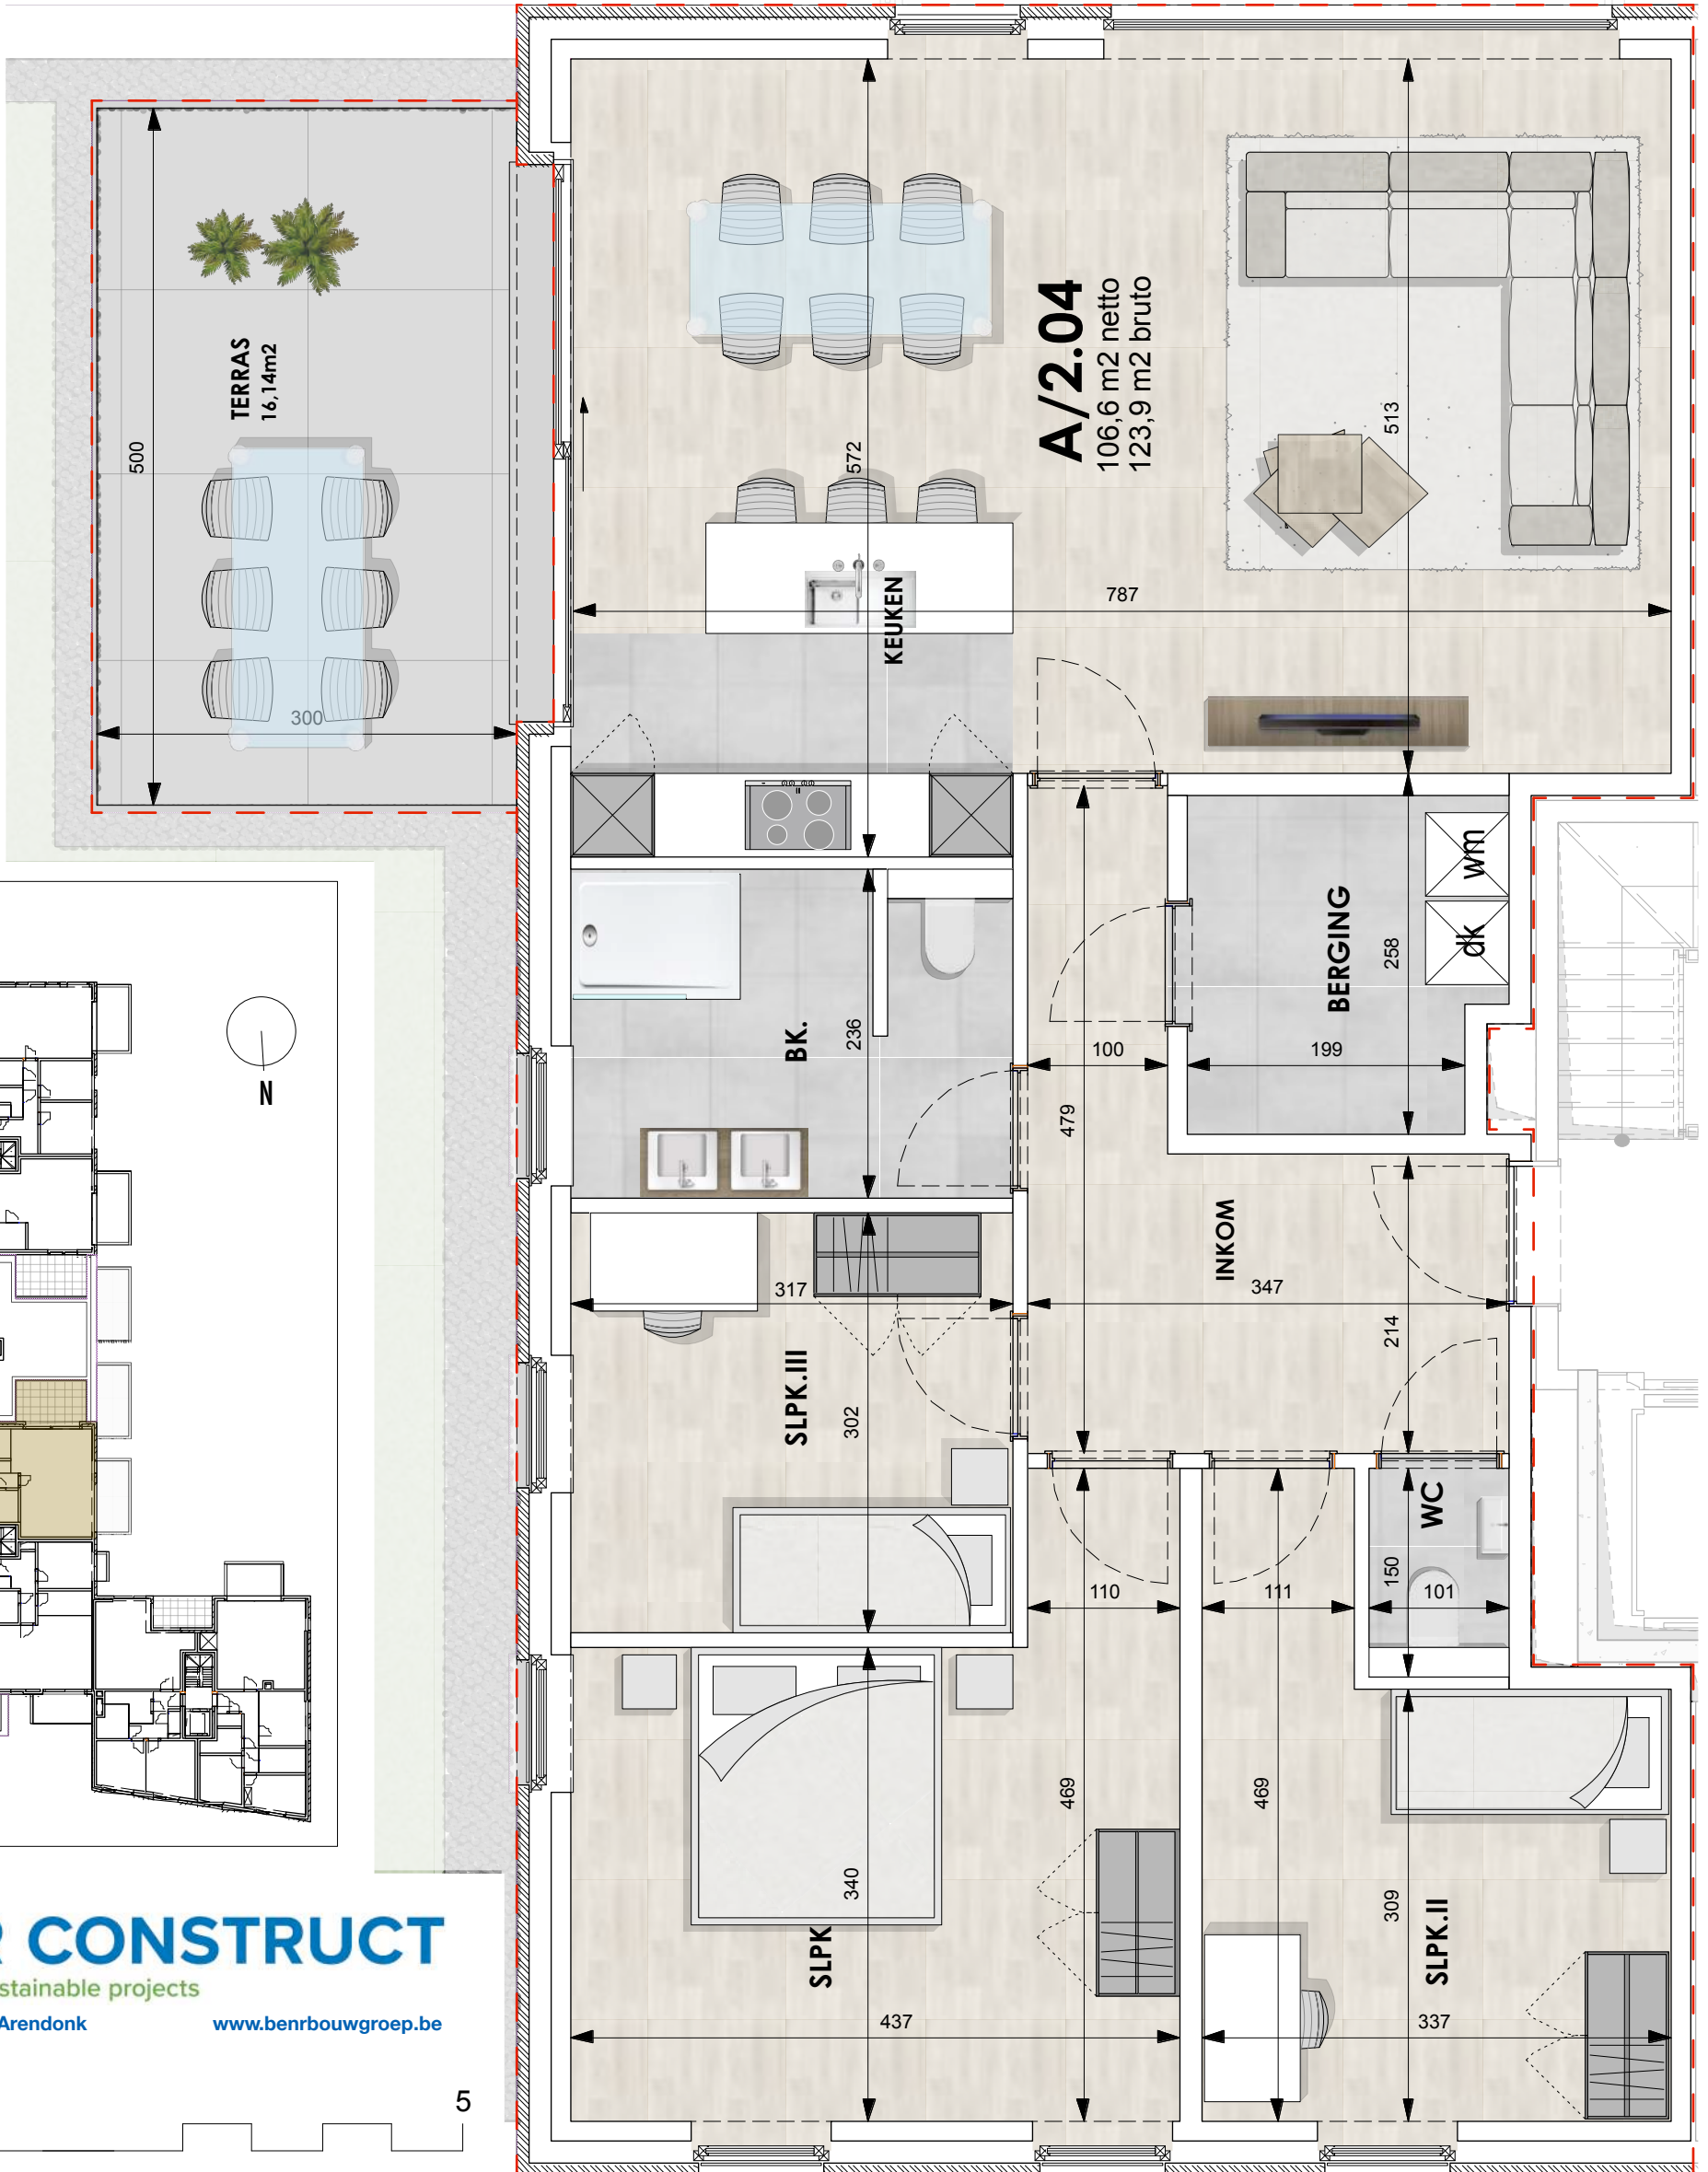 A/2.04
106,6 m2 netto
123,9 m2 bruto
TERRAS
16,14m2
500
300
572
513
787
KEUKEN
BK.
236
BERGING
wm
dk
258
199
100
479
INKOM
347
214
SLPK.III
317
302
WC
150
101
110
111
469
469
SLPK
340
437
SLPK.II
309
337
N
CONSTRUCT
stainable projects
Arendonk
www.benrbouwgroep.be
5